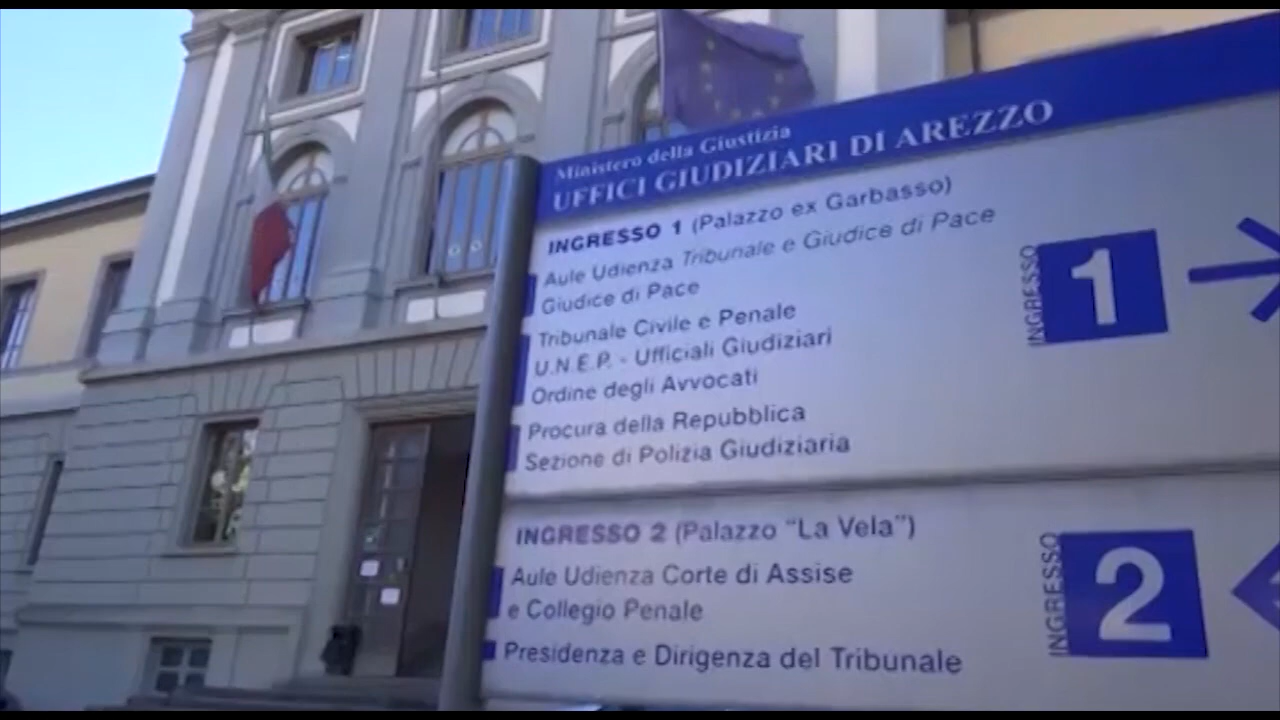 Ministero della Giustizia
UFFICI GIUDIZIARI DI AREZZO
INGRESSO 1 (Palazzo ex Garbasso)
Aule Udienza Tribunale e Giudice di Pace
Giudice di Pace
Tribunale Civile e Penale
U.N.E.P. - Ufficiali Giudiziari
Ordine degli Avvocati
Procura della Repubblica
Sezione di Polizia Giudiziaria
INGRESSO
1
INGRESSO 2 (Palazzo "La Vela")
Aule Udienza Corte di Assise
e Collegio Penale
Presidenza e Dirigenza del Tribunale
INGRESSO
2